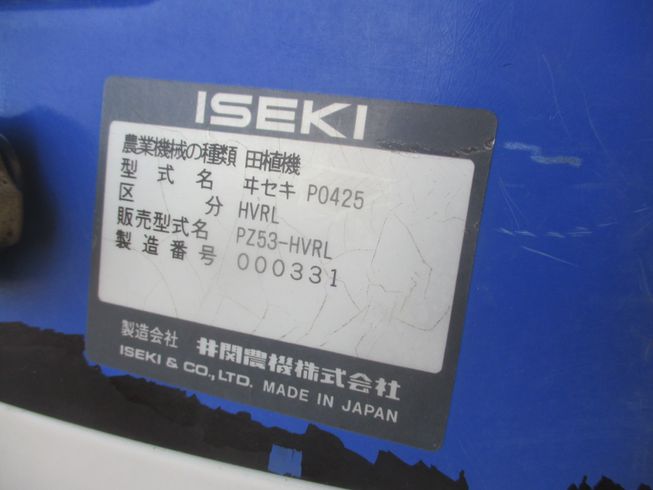 ISEKI
農業機械の種類 田植機
型式名 ヰセキ P0425
区分 HVRL
販売型式名 PZ53-HVRL
製造番号 000331
製造会社 井関農機株式会社
ISEKI & CO., LTD. MADE IN JAPAN